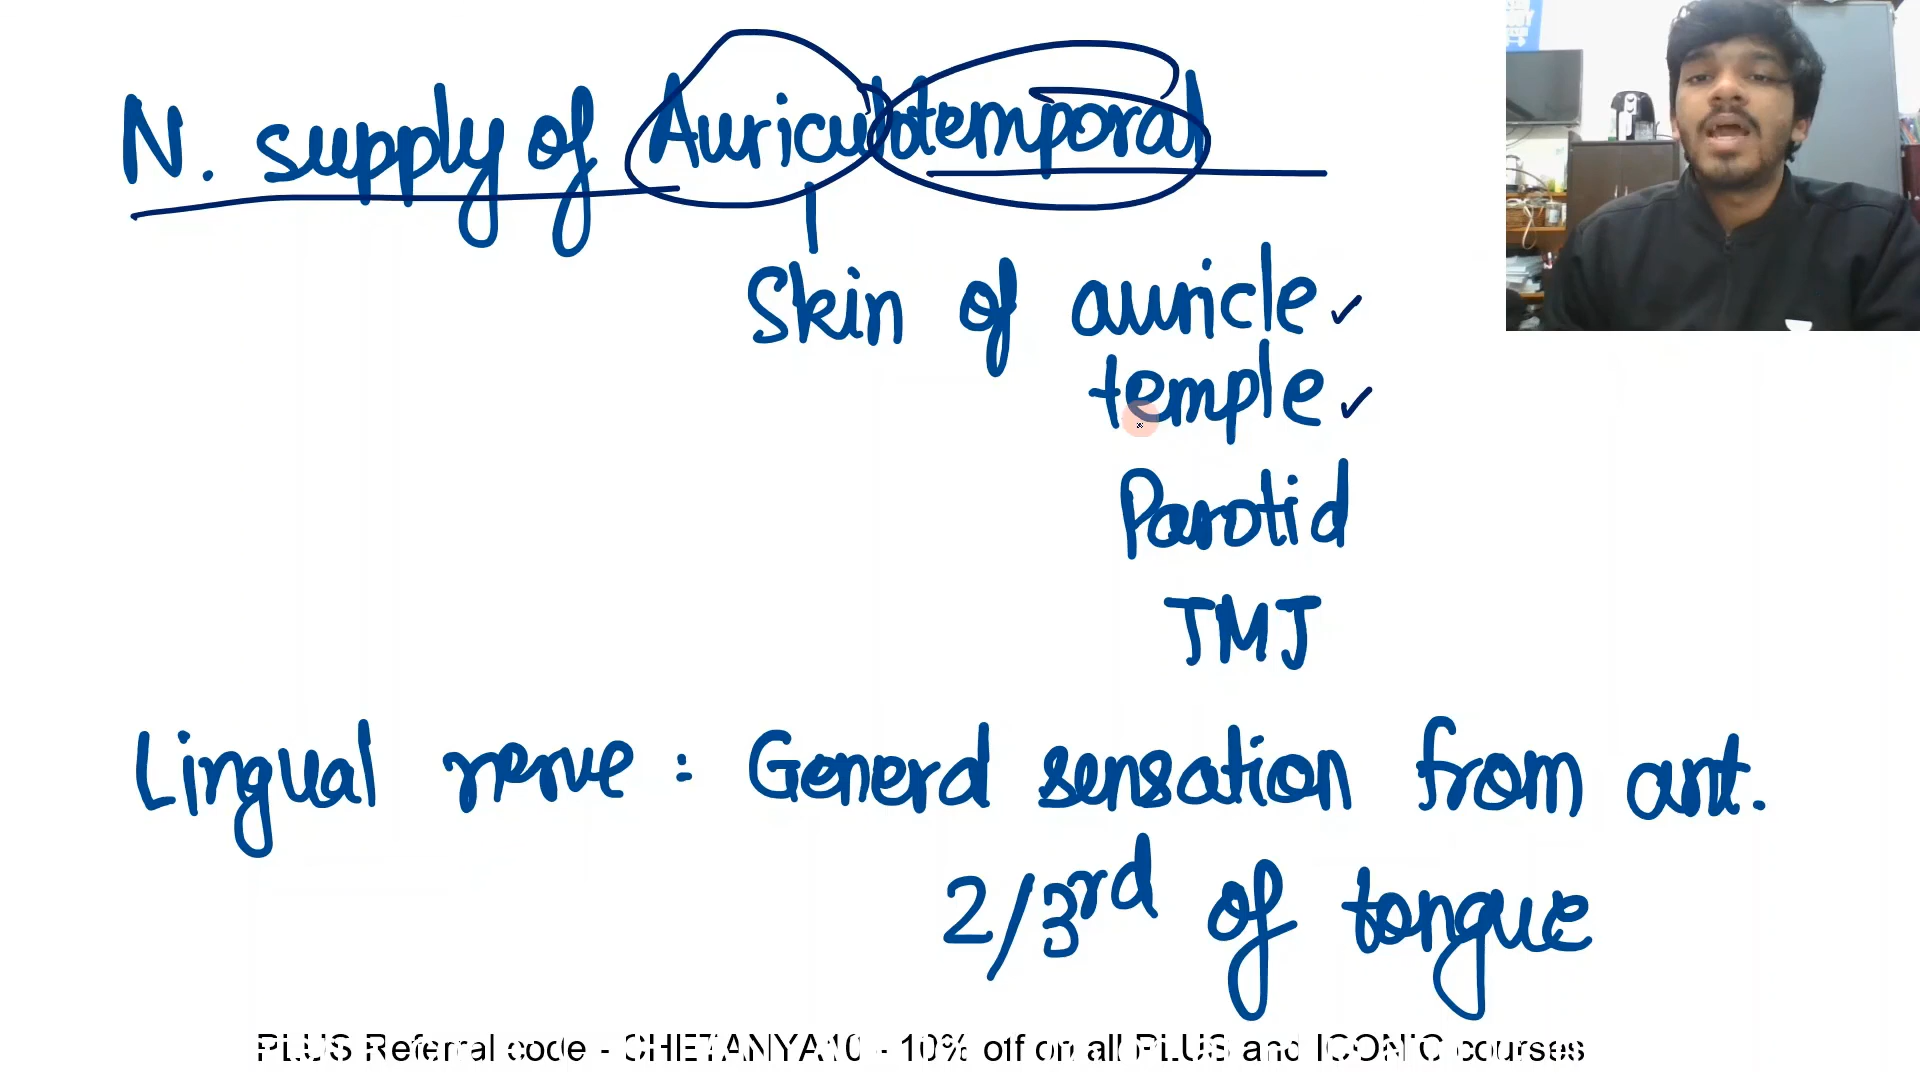 N. supply of Auriculotemporal
Skin of auricle ✓
temple ✓
Parotid
TMJ
Lingual nerve : General sensation from ant.
2/3rd of tongue
PLUS Referral code - CHETANYA10 - 10% off on all PLUS and ICONIC courses